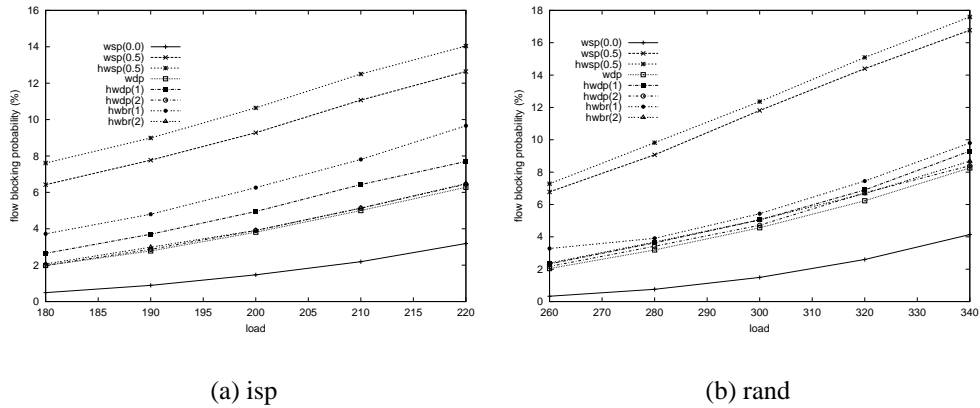 16
14
12
10
8
6
4
2
0
flow blocking probability (%)
wsp(0.0)
wsp(0.5)
hwsp(0.5)
wdp
hwdp(1)
hwdp(2)
hwbr(1)
hwbr(2)
180 185 190 195 200 205 210 215 220
load
(a) isp
18
16
14
12
10
8
6
4
2
0
flow blocking probability (%)
wsp(0.0)
wsp(0.5)
hwsp(0.5)
wdp
hwdp(1)
hwdp(2)
hwbr(1)
hwbr(2)
260 270 280 290 300 310 320 330 340
load
(b) rand